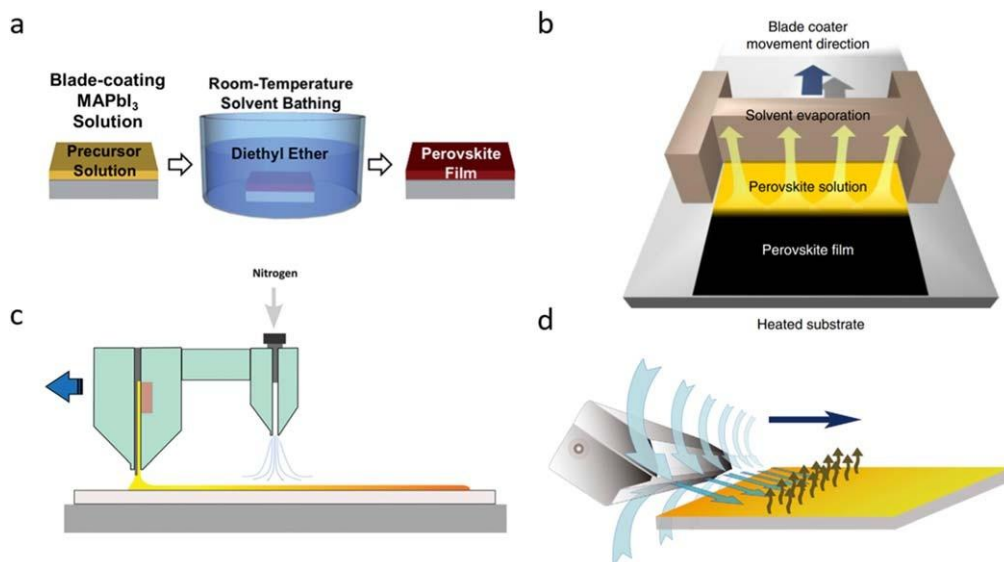 a
Blade-coating
MAPbI₃
Solution
Precursor
Solution
Room-Temperature
Solvent Bathing
Diethyl Ether
Perovskite
Film
b
Blade coater
movement direction
Solvent evaporation
Perovskite solution
Perovskite film
Heated substrate
c
Nitrogen
d